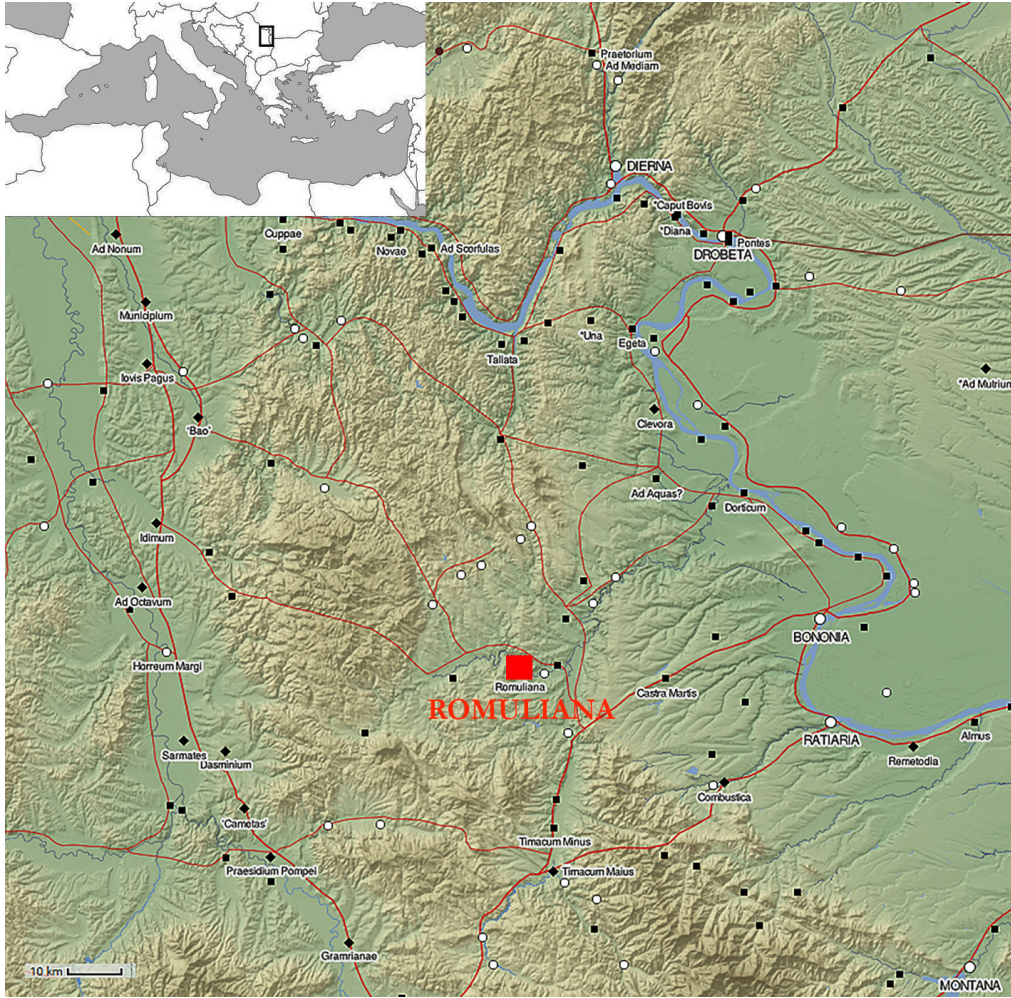 Praetorium
Ad Mediam
DIERNA
*Caput Bovis
*Diana
Pontes
DROBETA
Cuppae
Novae
Ad Scorfulas
Ad Nonum
Municipium
Iovis Pagus
'Bao'
Tallata
*Una
Egeta
*Ad Mutrium
Clevora
Ad Aquas?
Dorticum
Idimum
Ad Octavum
BONONIA
Horreum Margi
Romuliana
ROMULIANA
Castra Martis
RATIARIA
Almus
Remetodia
Sarmates
Dasminium
Combustica
'Cametas'
Timacum Minus
Praesidium Pompei
Timacum Maius
Gramrianae
10 km
MONTANA